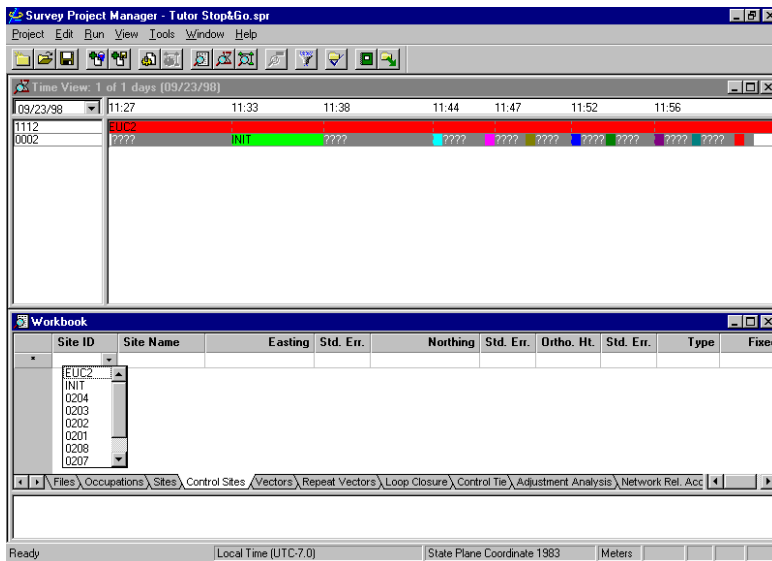 Survey Project Manager - Tutor Stop&Go.spr
Project Edit Run View Tools Window Help
Time View: 1 of 1 days (09/23/98)
09/23/98 11:27 11:33 11:38 11:44 11:47 11:52 11:56
1112 EUC2
0002 ???? INIT ???? ???? ???? ???? ???? ???? ???? ????
Workbook
Site ID Site Name Easting Std. Err. Northing Std. Err. Ortho. Ht. Std. Err. Type Fixed
*
EUC2
INIT
0204
0203
0202
0201
0208
0207
Files Occupations Sites Control Sites Vectors Repeat Vectors Loop Closure Control Tie Adjustment Analysis Network Rel. Acc
Ready Local Time (UTC-7.0) State Plane Coordinate 1983 Meters